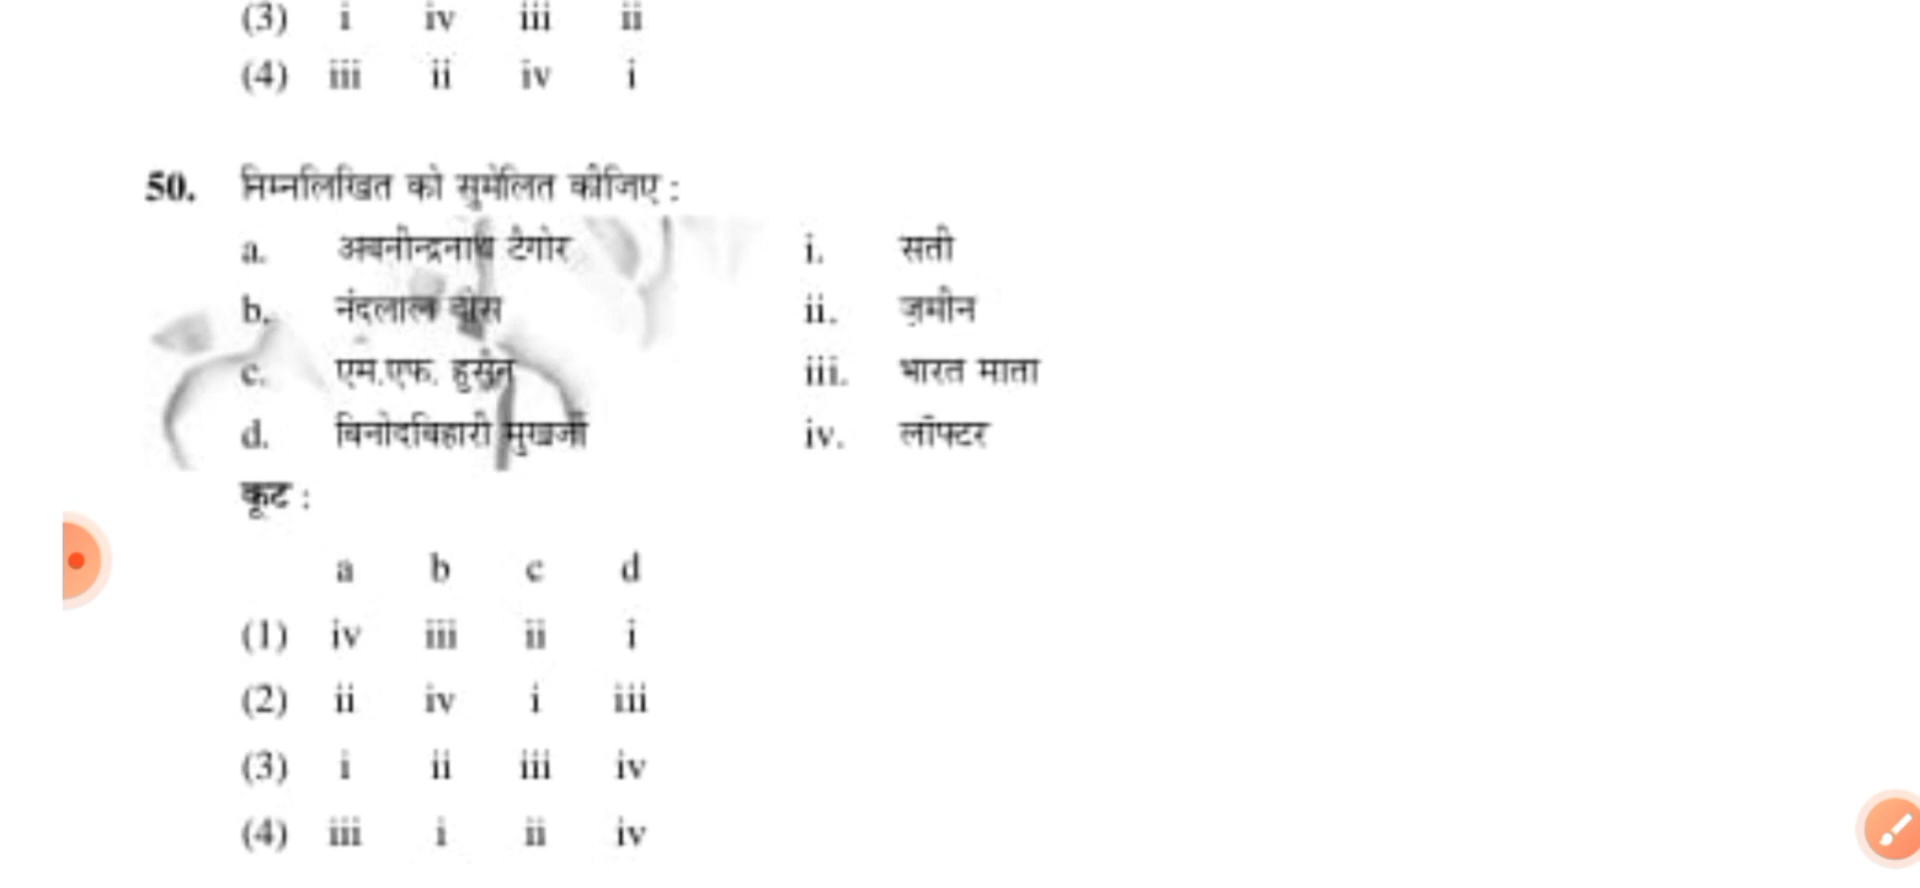 (3) i iv iii ii
(4) iii ii iv i
50. निम्नलिखित को सुमेलित कीजिए :
a. अबनीन्द्रनाथ टैगोर i. सती
b. नंदलाल बोस ii. ज़मीन
c. एम.एफ. हुसैन iii. भारत माता
d. बिनोदबिहारी मुखर्जी iv. लॉफ्टर
कूट :
a b c d
(1) iv iii ii i
(2) ii iv i iii
(3) i ii iii iv
(4) iii i ii iv